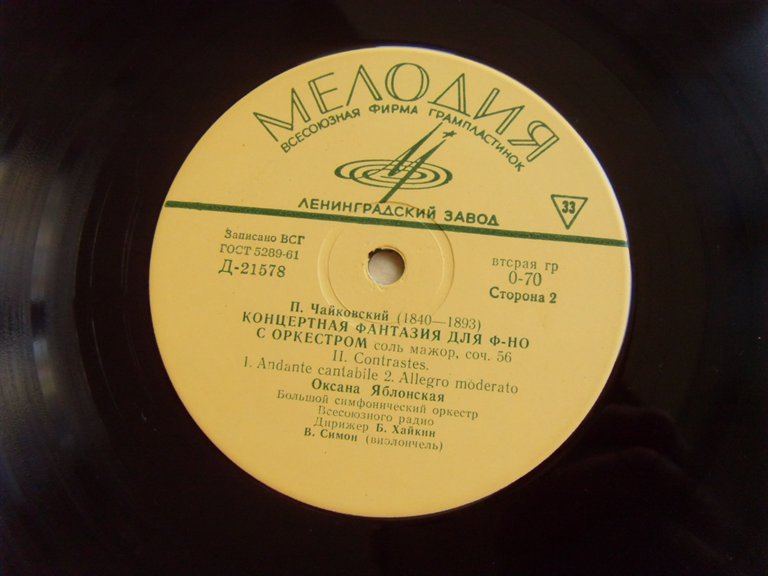 МЕЛОДИЯ
ВСЕСОЮЗНАЯ ФИРМА ГРАМПЛАСТИНОК
ЛЕНИНГРАДСКИЙ ЗАВОД
33
Записано ВСГ
ГОСТ 5289-61
Д-21578
вторая гр
0-70
Сторона 2
П. Чайковский (1840—1893)
КОНЦЕРТНАЯ ФАНТАЗИЯ ДЛЯ Ф-НО
С ОРКЕСТРОМ соль мажор, соч. 56
II. Contrastes.
1. Andante cantabile 2. Allegro moderato
Оксана Яблонская
Большой симфонический оркестр
Всесоюзного радио
Дирижер Б. Хайкин
В. Симон (виолончель)